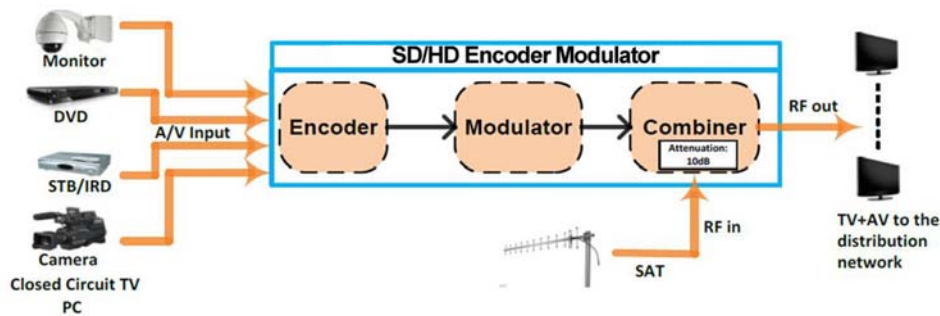 Monitor
DVD
A/V Input
STB/IRD
Camera
Closed Circuit TV
PC
SD/HD Encoder Modulator
Encoder
Modulator
Combiner
Attenuation:
10dB
RF in
SAT
RF out
TV+AV to the
distribution
network